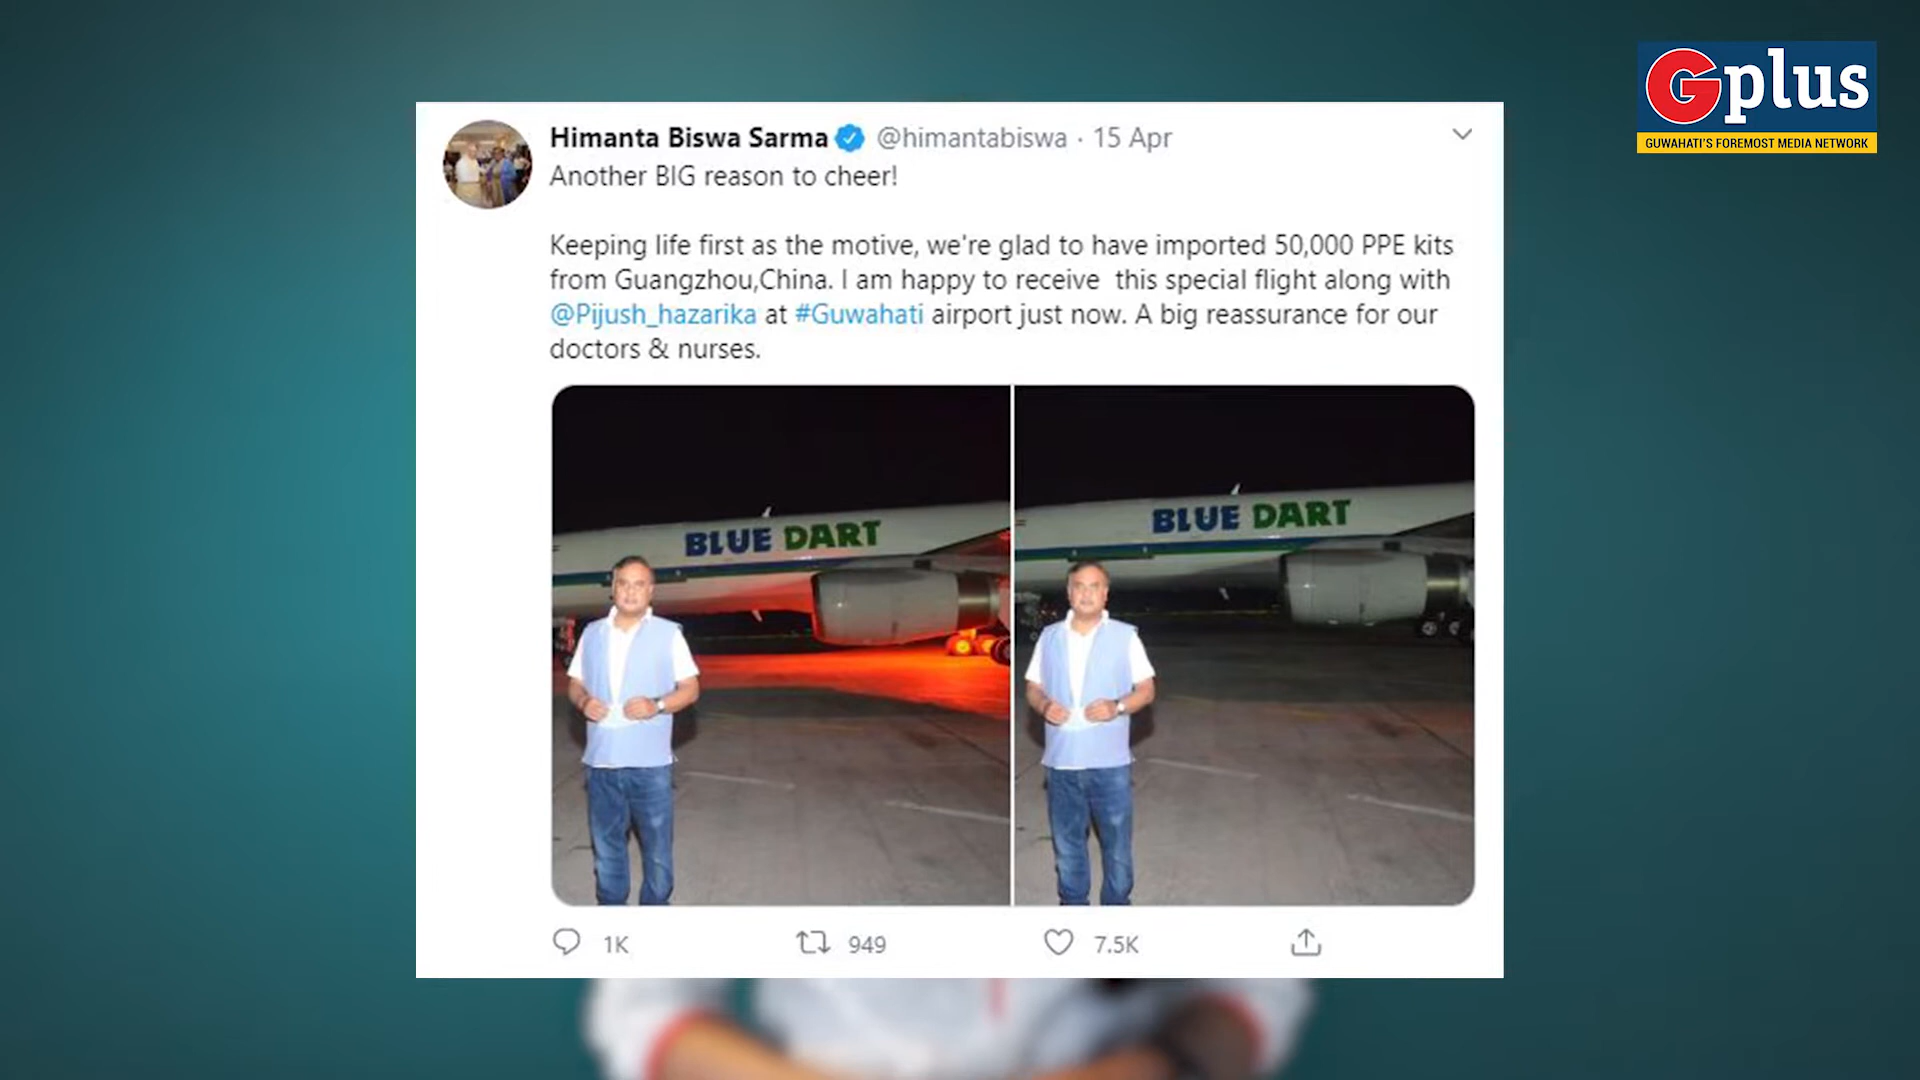 Gplus
GUWAHATI'S FOREMOST MEDIA NETWORK
Himanta Biswa Sarma @himantabiswa · 15 Apr
Another BIG reason to cheer!
Keeping life first as the motive, we're glad to have imported 50,000 PPE kits
from Guangzhou,China. I am happy to receive  this special flight along with
@Pijush_hazarika at #Guwahati airport just now. A big reassurance for our
doctors & nurses.
BLUE DART
BLUE DART
1K
949
7.5K